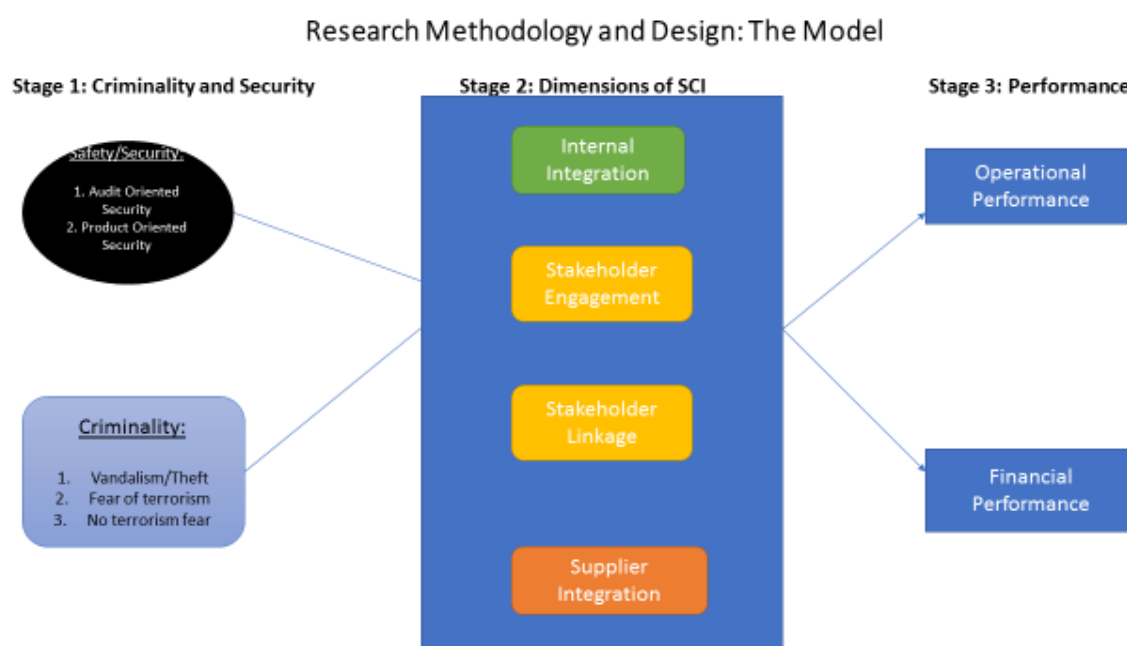 Research Methodology and Design: The Model
Stage 1: Criminality and Security
Safety/Security:
1. Audit Oriented
Security
2. Product Oriented
Security
Criminality:
1. Vandalism/Theft
2. Fear of terrorism
3. No terrorism fear
Stage 2: Dimensions of SCI
Internal
Integration
Stakeholder
Engagement
Stakeholder
Linkage
Supplier
Integration
Stage 3: Performance
Operational
Performance
Financial
Performance